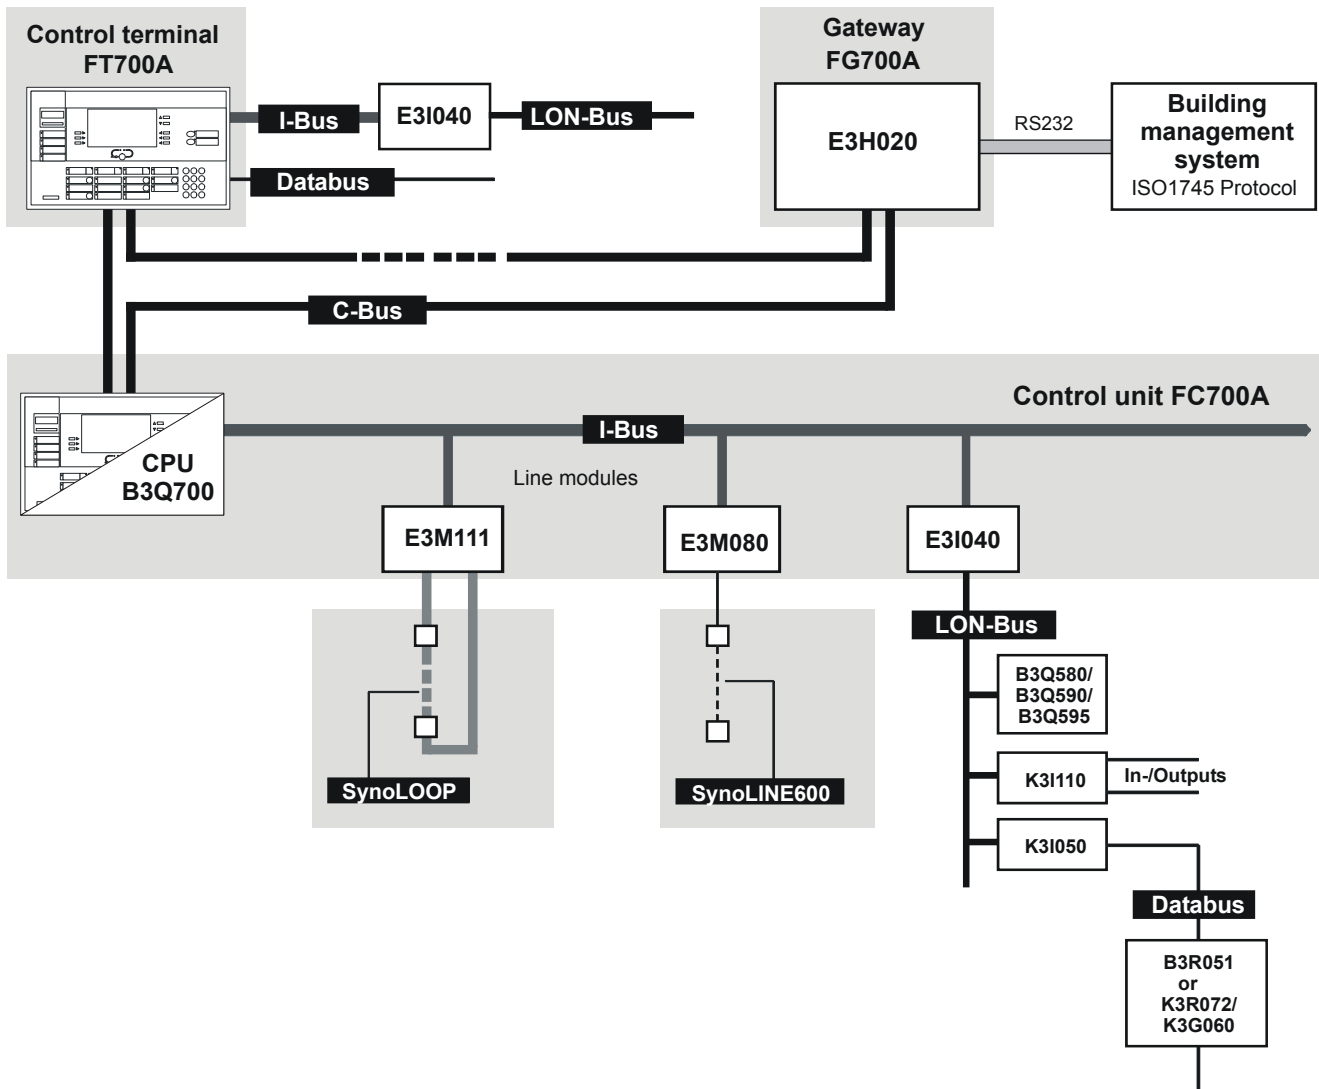 Control terminal
FT700A
I-Bus
E3I040
LON-Bus
Databus
Gateway
FG700A
E3H020
RS232
Building
management
system
ISO1745 Protocol
C-Bus
Control unit FC700A
CPU
B3Q700
I-Bus
Line modules
E3M111
E3M080
E3I040
SynoLOOP
SynoLINE600
LON-Bus
B3Q580/
B3Q590/
B3Q595
K3I110
In-/Outputs
K3I050
Databus
B3R051
or
K3R072/
K3G060